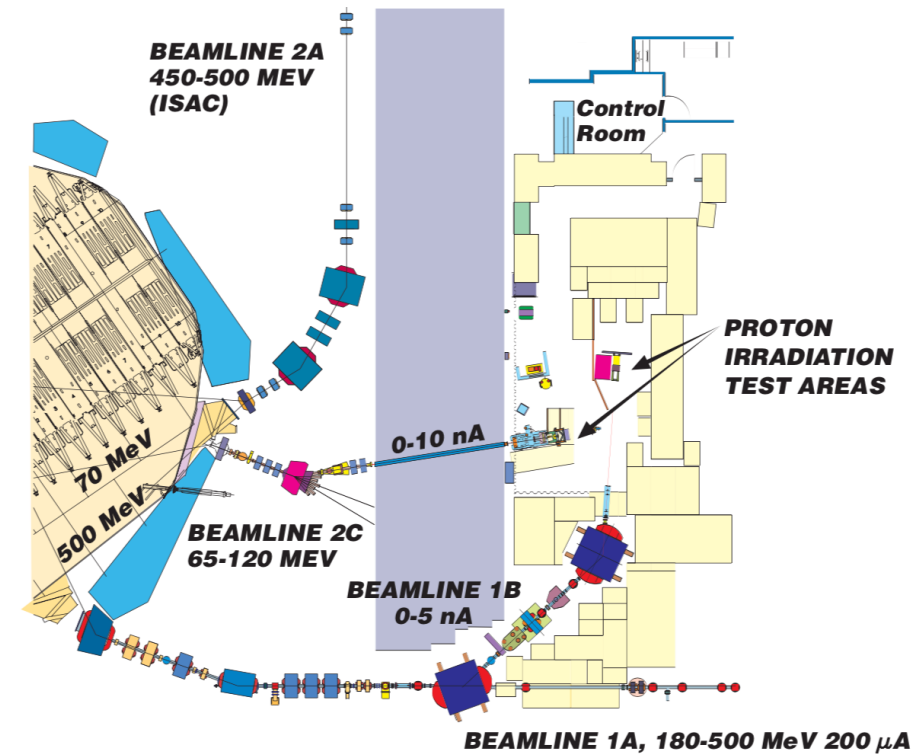 BEAMLINE 2A
450-500 MEV
(ISAC)
Control
Room
PROTON
IRRADIATION
TEST AREAS
0-10 nA
70 MeV
500 MeV
BEAMLINE 2C
65-120 MEV
BEAMLINE 1B
0-5 nA
BEAMLINE 1A, 180-500 MeV 200 μA